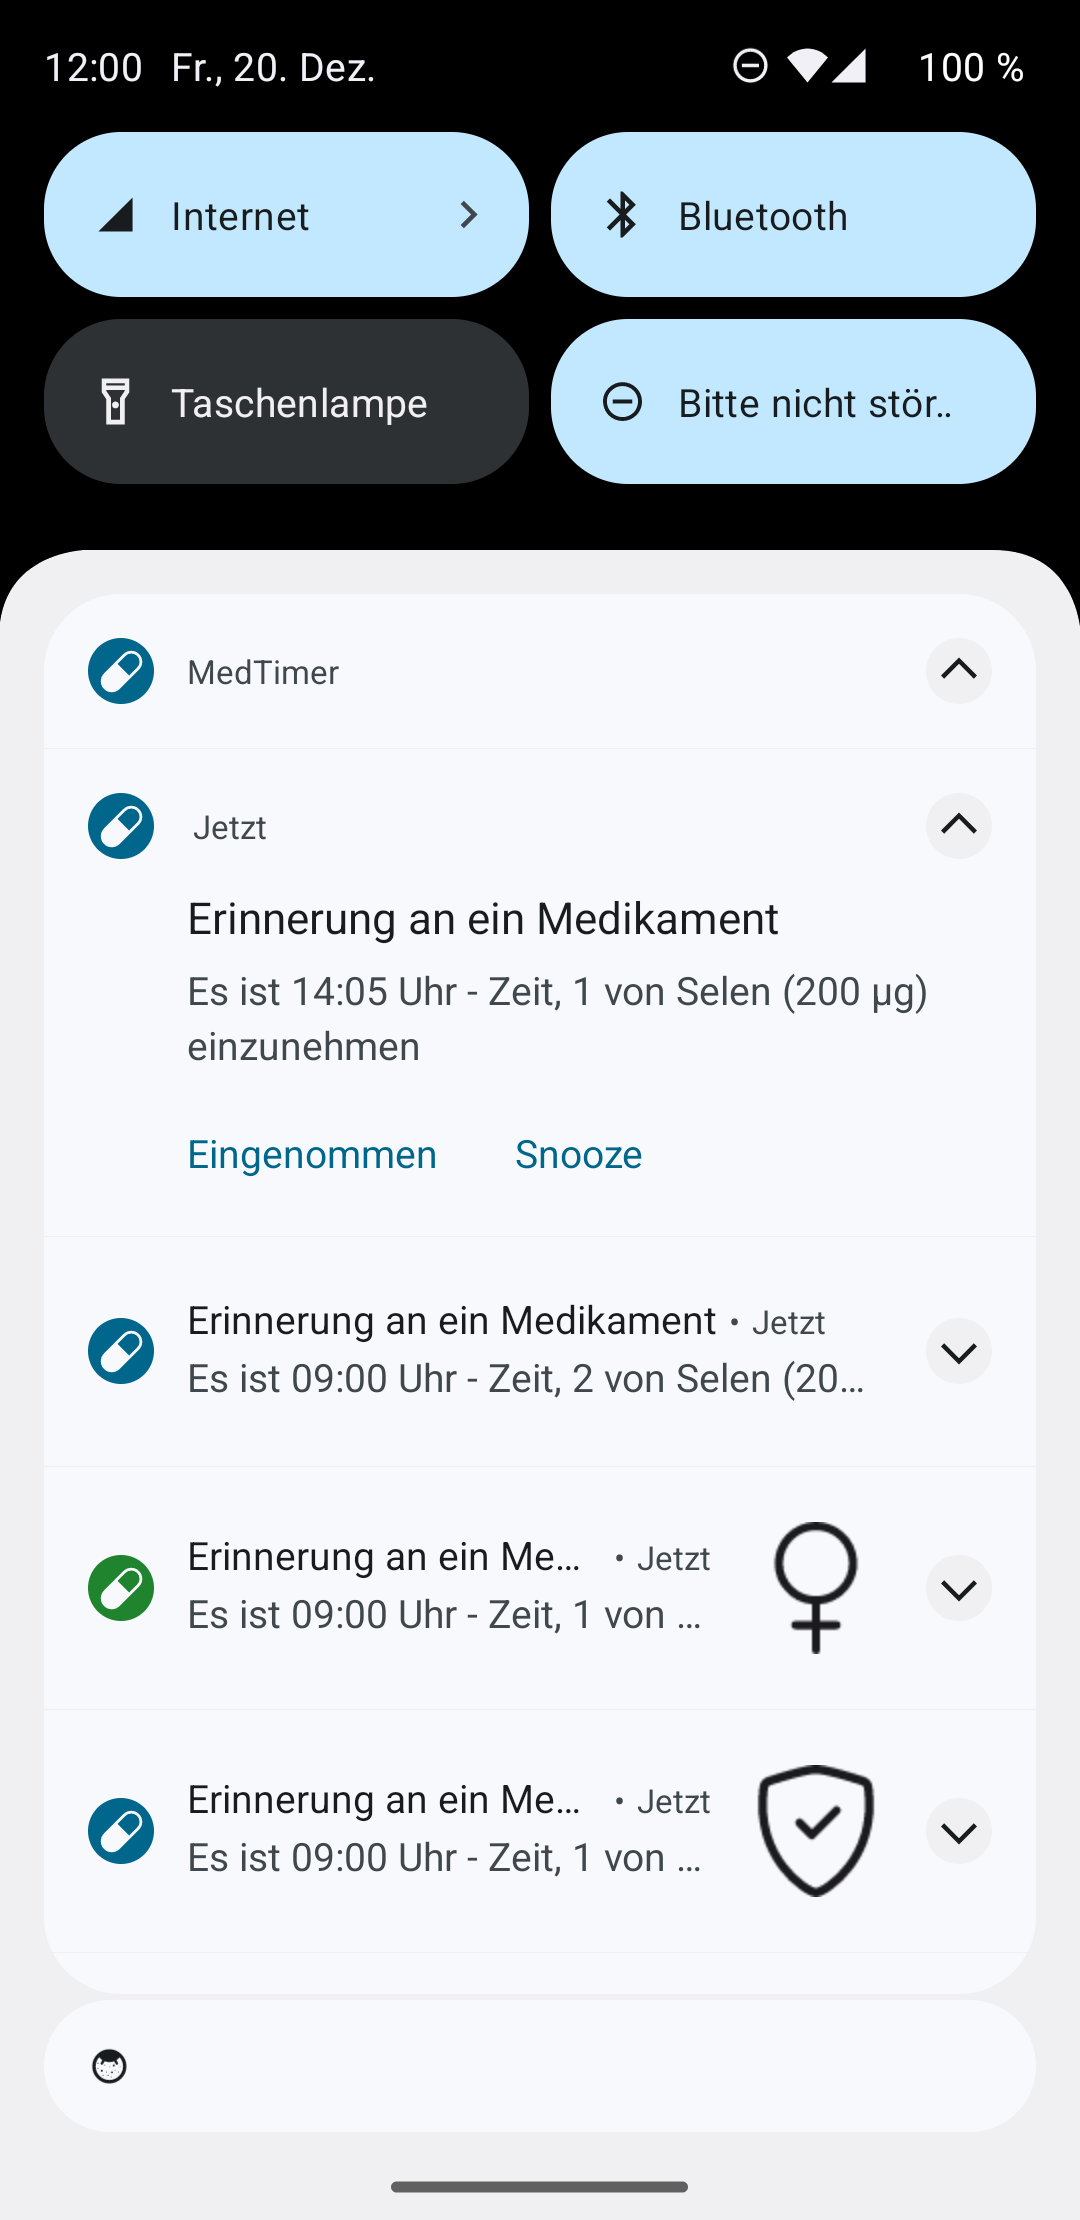 12:00 Fr., 20. Dez. 100 %
Internet
Bluetooth
Taschenlampe
Bitte nicht stör..
MedTimer
Jetzt
Erinnerung an ein Medikament
Es ist 14:05 Uhr - Zeit, 1 von Selen (200 µg)
einzunehmen
Eingenommen Snooze
Erinnerung an ein Medikament • Jetzt
Es ist 09:00 Uhr - Zeit, 2 von Selen (20...
Erinnerung an ein Me... • Jetzt
Es ist 09:00 Uhr - Zeit, 1 von ...
Erinnerung an ein Me... • Jetzt
Es ist 09:00 Uhr - Zeit, 1 von ...